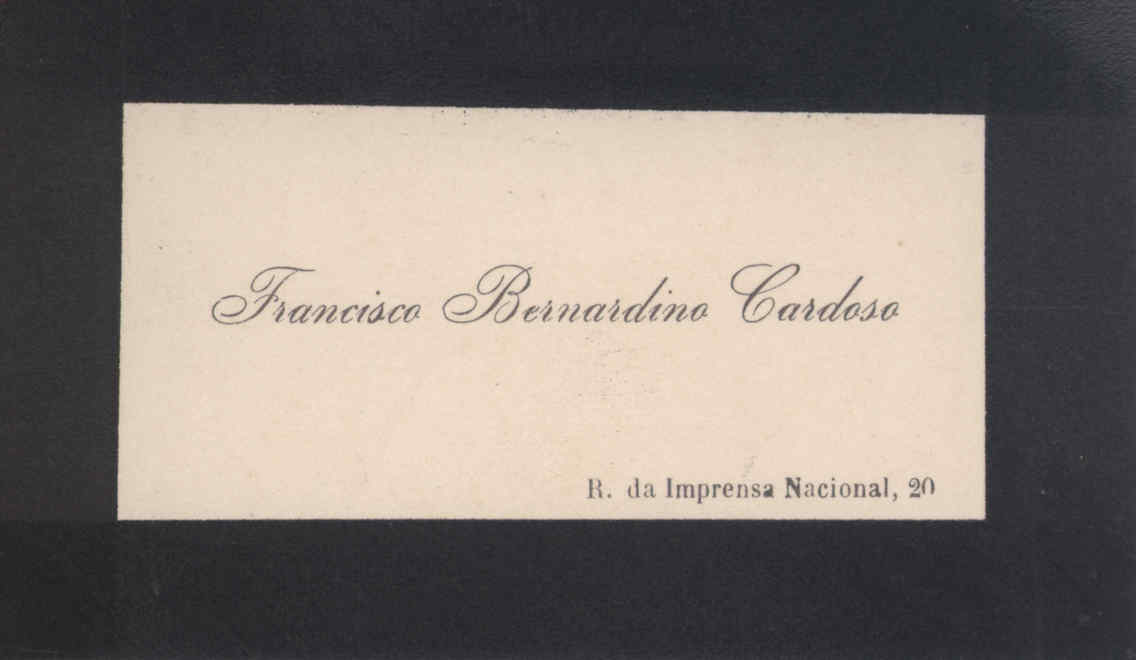 Francisco Bernardino Cardoso
R. da Imprensa Nacional, 20